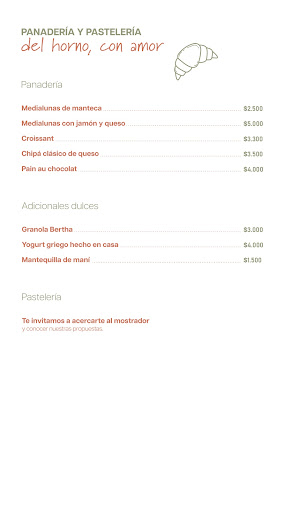 PANADERÍA Y PASTELERÍA
del horno, con amor
Panadería
Medialunas de manteca $2.500
Medialunas con jamón y queso $5.000
Croissant $3.300
Chipá clásico de queso $3.500
Pain au chocolat $4.000
Adicionales dulces
Granola Bertha $3.000
Yogurt griego hecho en casa $4.000
Mantequilla de maní $1.500
Pastelería
Te invitamos a acercarte al mostrador
y conocer nuestras propuestas.